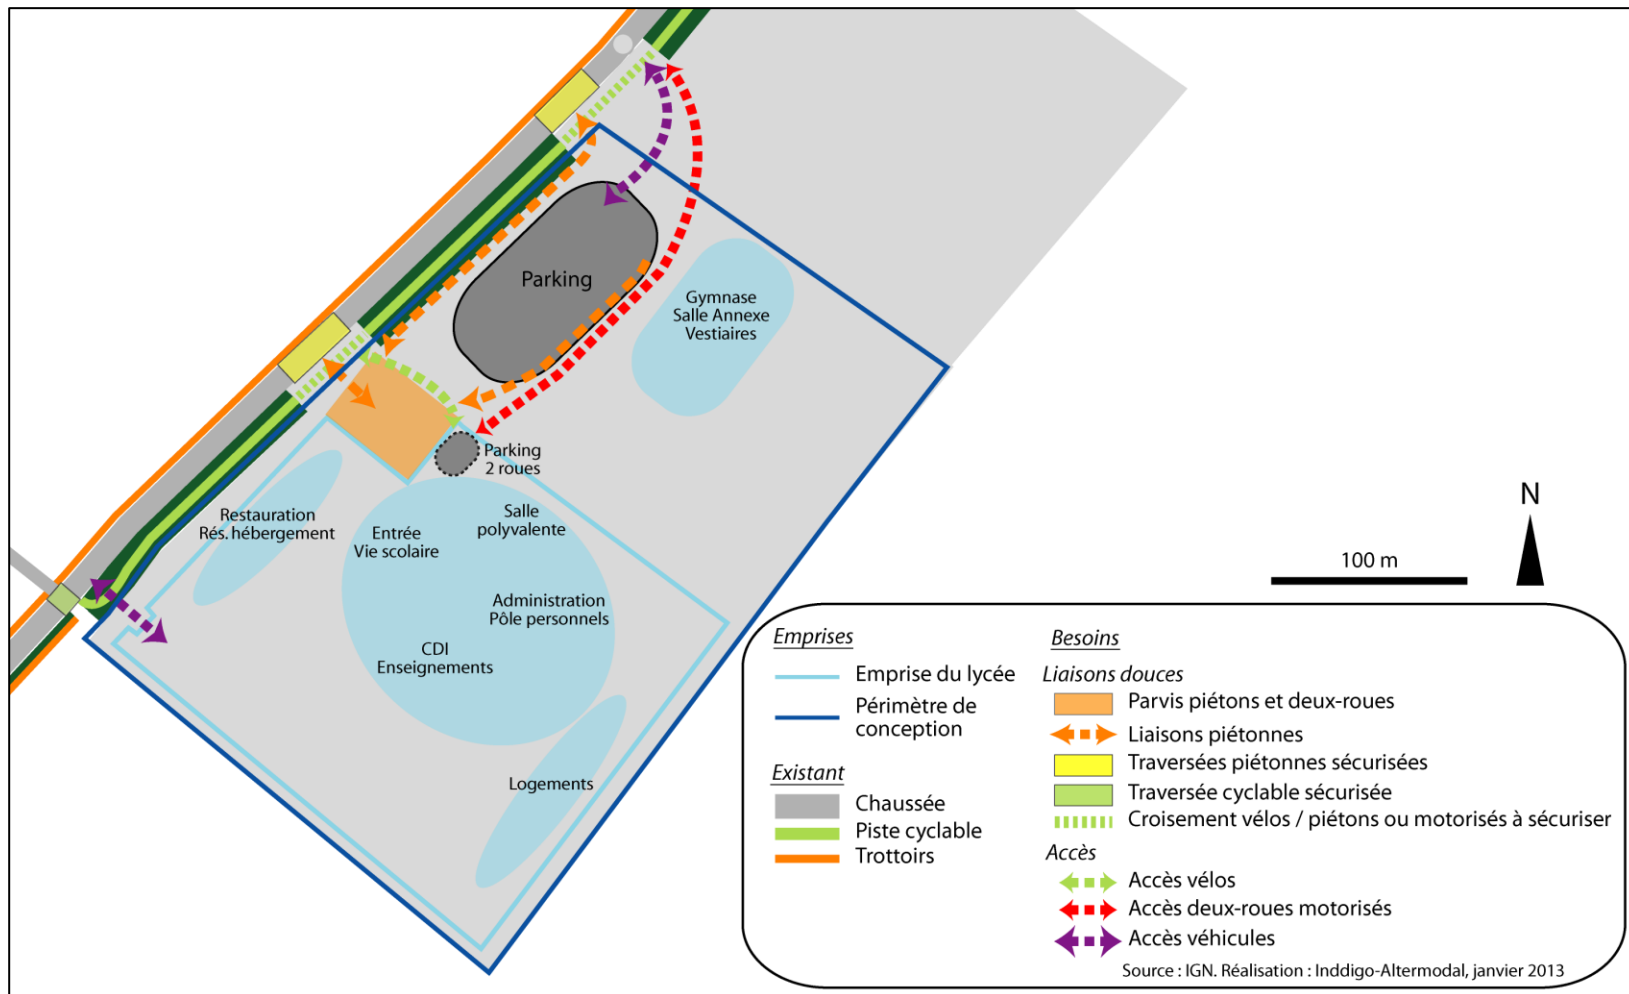 Parking
Gymnase
Salle Annexe
Vestiaires
Parking
2 roues
Restauration
Rés. hébergement
Entrée
Vie scolaire
Salle
polyvalente
Administration
Pôle personnels
CDI
Enseignements
Logements
100 m
N
Emprises
Emprise du lycée
Périmètre de
conception
Existant
Chaussée
Piste cyclable
Trottoirs
Besoins
Liaisons douces
Parvis piétons et deux-roues
Liaisons piétonnes
Traversées piétonnes sécurisées
Traversée cyclable sécurisée
Croisement vélos / piétons ou motorisés à sécuriser
Accès
Accès vélos
Accès deux-roues motorisés
Accès véhicules
Source : IGN. Réalisation : Inddigo-Altermodal, janvier 2013